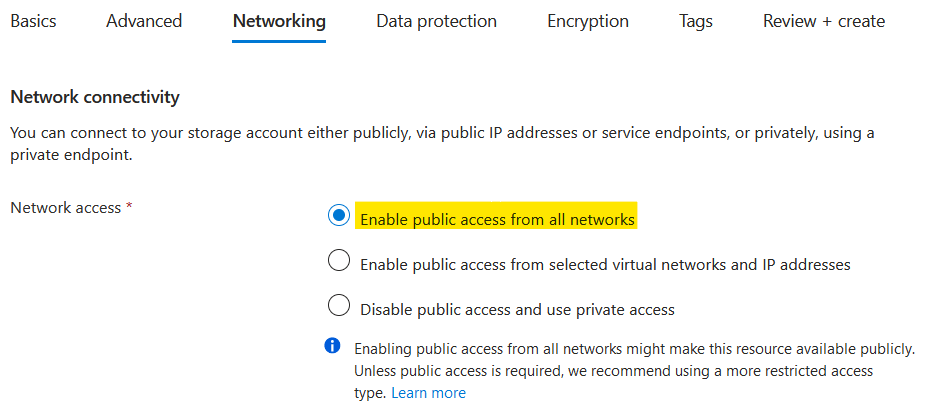 Basics Advanced Networking Data protection Encryption Tags Review + create
Network connectivity
You can connect to your storage account either publicly, via public IP addresses or service endpoints, or privately, using a
private endpoint.
Network access *
Enable public access from all networks
Enable public access from selected virtual networks and IP addresses
Disable public access and use private access
Enabling public access from all networks might make this resource available publicly.
Unless public access is required, we recommend using a more restricted access
type. Learn more